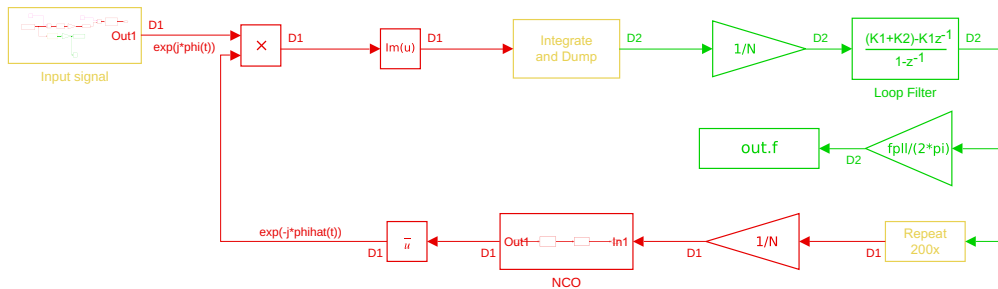 Out1
D1
Input signal
exp(j*phi(t))
×
D1
Im(u)
D1
Integrate
and Dump
D2
1/N
D2
(K1+K2)-K1z-1
1-z-1
D2
Loop Filter
out.f
D2
fpll/(2*pi)
exp(-j*phihat(t))
D1
u
D1
Out1
In1
NCO
D1
1/N
D1
Repeat
200x